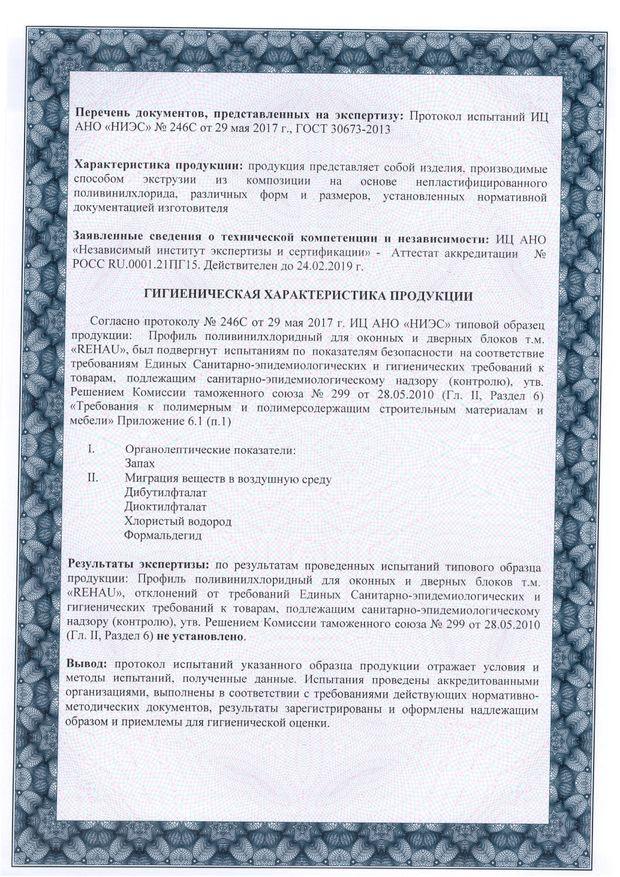 Перечень документов, представленных на экспертизу: Протокол испытаний ИЦ
АНО «НИЭС» № 246С от 29 мая 2017 г., ГОСТ 30673-2013
Характеристика продукции: продукция представляет собой изделия, производимые
способом экструзии из композиции на основе непластифицированного
поливинилхлорида, различных форм и размеров, установленных нормативной
документацией изготовителя
Заявленные сведения о технической компетенции и независимости: ИЦ АНО
«Независимый институт экспертизы и сертификации» - Аттестат аккредитации №
РОСС RU.0001.21ПГ15. Действителен до 24.02.2019 г.
ГИГИЕНИЧЕСКАЯ ХАРАКТЕРИСТИКА ПРОДУКЦИИ
Согласно протоколу № 246С от 29 мая 2017 г. ИЦ АНО «НИЭС» типовой образец
продукции: Профиль поливинилхлоридный для оконных и дверных блоков т.м.
«REHAU», был подвергнут испытаниям по показателям безопасности на соответствие
требованиям Единых Санитарно-эпидемиологических и гигиенических требований к
товарам, подлежащим санитарно-эпидемиологическому надзору (контролю), утв.
Решением Комиссии таможенного союза № 299 от 28.05.2010 (Гл. II, Раздел 6)
«Требования к полимерным и полимерсодержащим строительным материалам и
мебели» Приложение 6.1 (п.1)
I. Органолептические показатели:
Запах
II. Миграция веществ в воздушную среду
Дибутилфталат
Диоктилфталат
Хлористый водород
Формальдегид
Результаты экспертизы: по результатам проведенных испытаний типового образца
продукции: Профиль поливинилхлоридный для оконных и дверных блоков т.м.
«REHAU», отклонений от требований Единых Санитарно-эпидемиологических и
гигиенических требований к товарам, подлежащим санитарно-эпидемиологическому
надзору (контролю), утв. Решением Комиссии таможенного союза № 299 от 28.05.2010
(Гл. II, Раздел 6) не установлено.
Вывод: протокол испытаний указанного образца продукции отражает условия и
методы испытаний, полученные данные. Испытания проведены аккредитованными
организациями, выполнены в соответствии с требованиями действующих нормативно-
методических документов, результаты зарегистрированы и оформлены надлежащим
образом и приемлемы для гигиенической оценки.